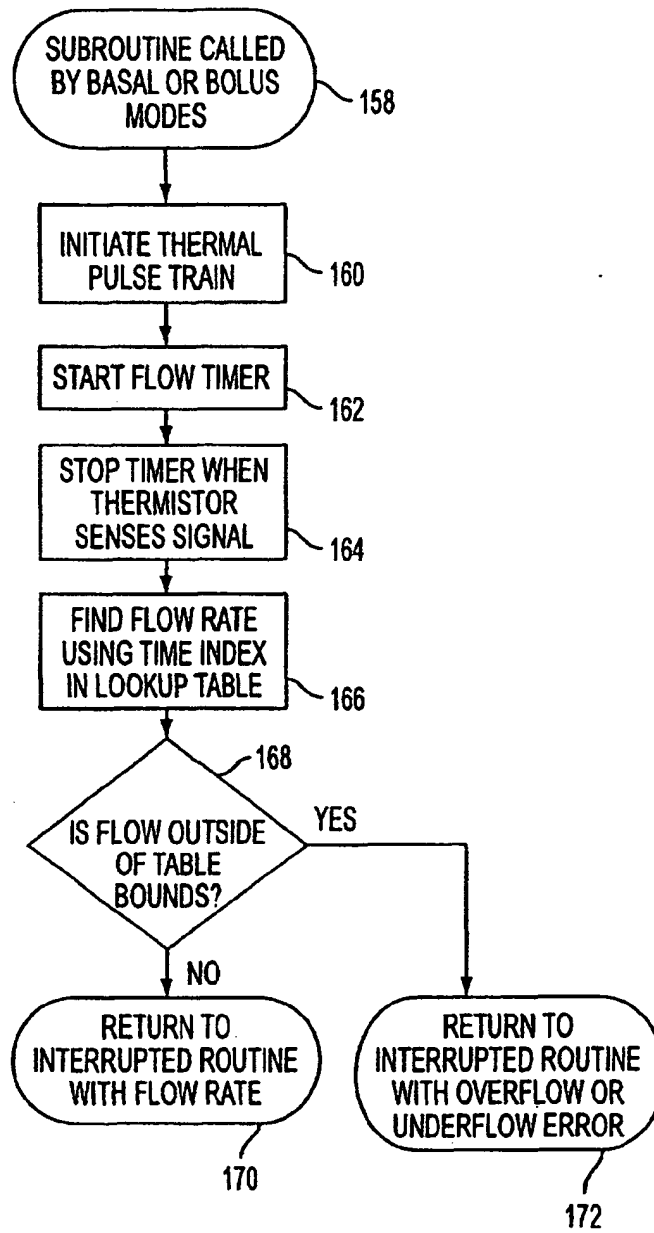 SUBROUTINE CALLED
BY BASAL OR BOLUS
MODES
158
INITIATE THERMAL
PULSE TRAIN
160
START FLOW TIMER
162
STOP TIMER WHEN
THERMISTOR
SENSES SIGNAL
164
FIND FLOW RATE
USING TIME INDEX
IN LOOKUP TABLE
166
168
IS FLOW OUTSIDE
OF TABLE
BOUNDS?
YES
NO
RETURN TO
INTERRUPTED ROUTINE
WITH FLOW RATE
170
RETURN TO
INTERRUPTED ROUTINE
WITH OVERFLOW OR
UNDERFLOW ERROR
172